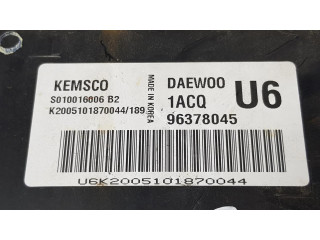 KEMSCO
S010016006 B2
K2005101870044/189
MADE IN KOREA
DAEWOO
1ACQ
96378045
U6
U6K2005101870044